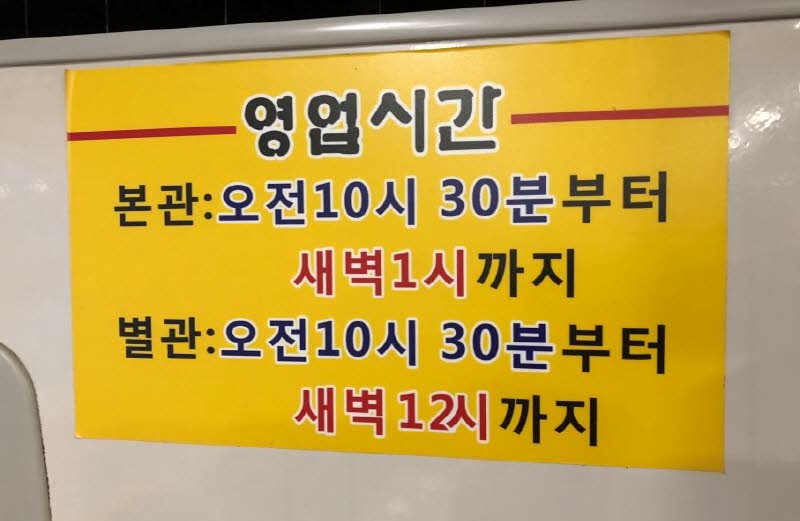 영업시간
본관:오전10시 30분부터
새벽1시까지
별관:오전10시 30분부터
새벽12시까지